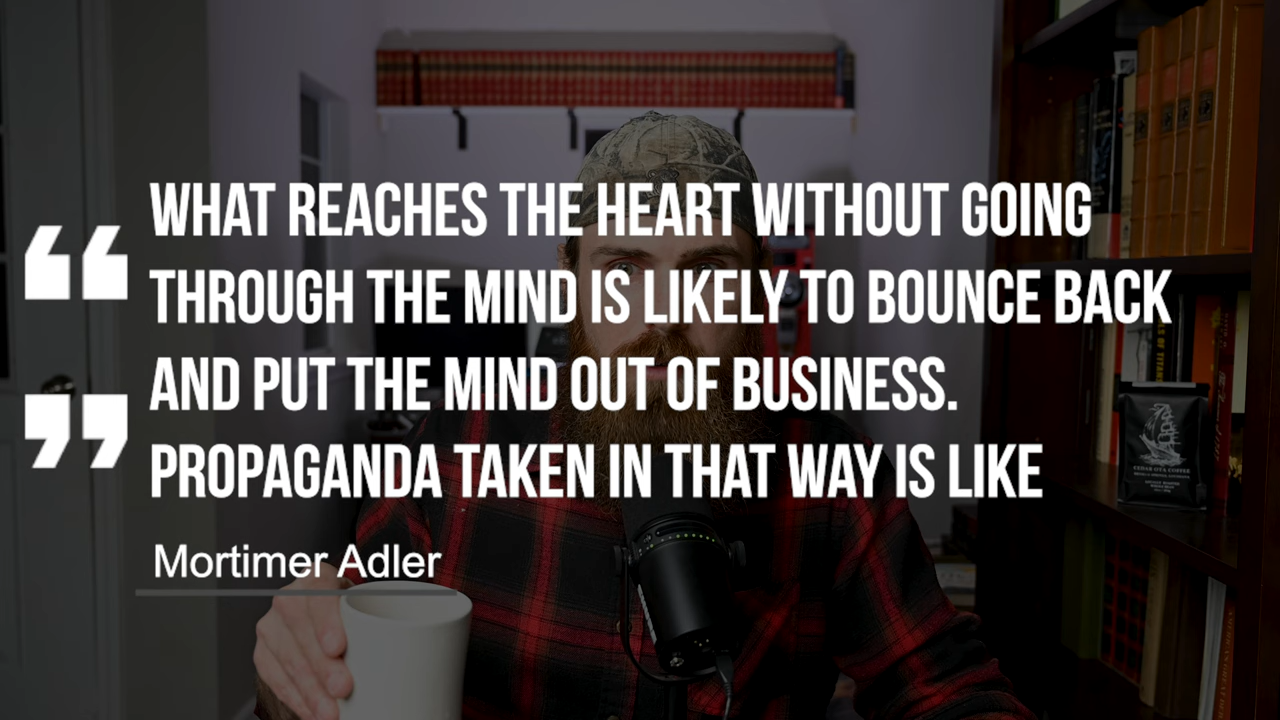 “ WHAT REACHES THE HEART WITHOUT GOING
THROUGH THE MIND IS LIKELY TO BOUNCE BACK
AND PUT THE MIND OUT OF BUSINESS. ”
PROPAGANDA TAKEN IN THAT WAY IS LIKE
Mortimer Adler